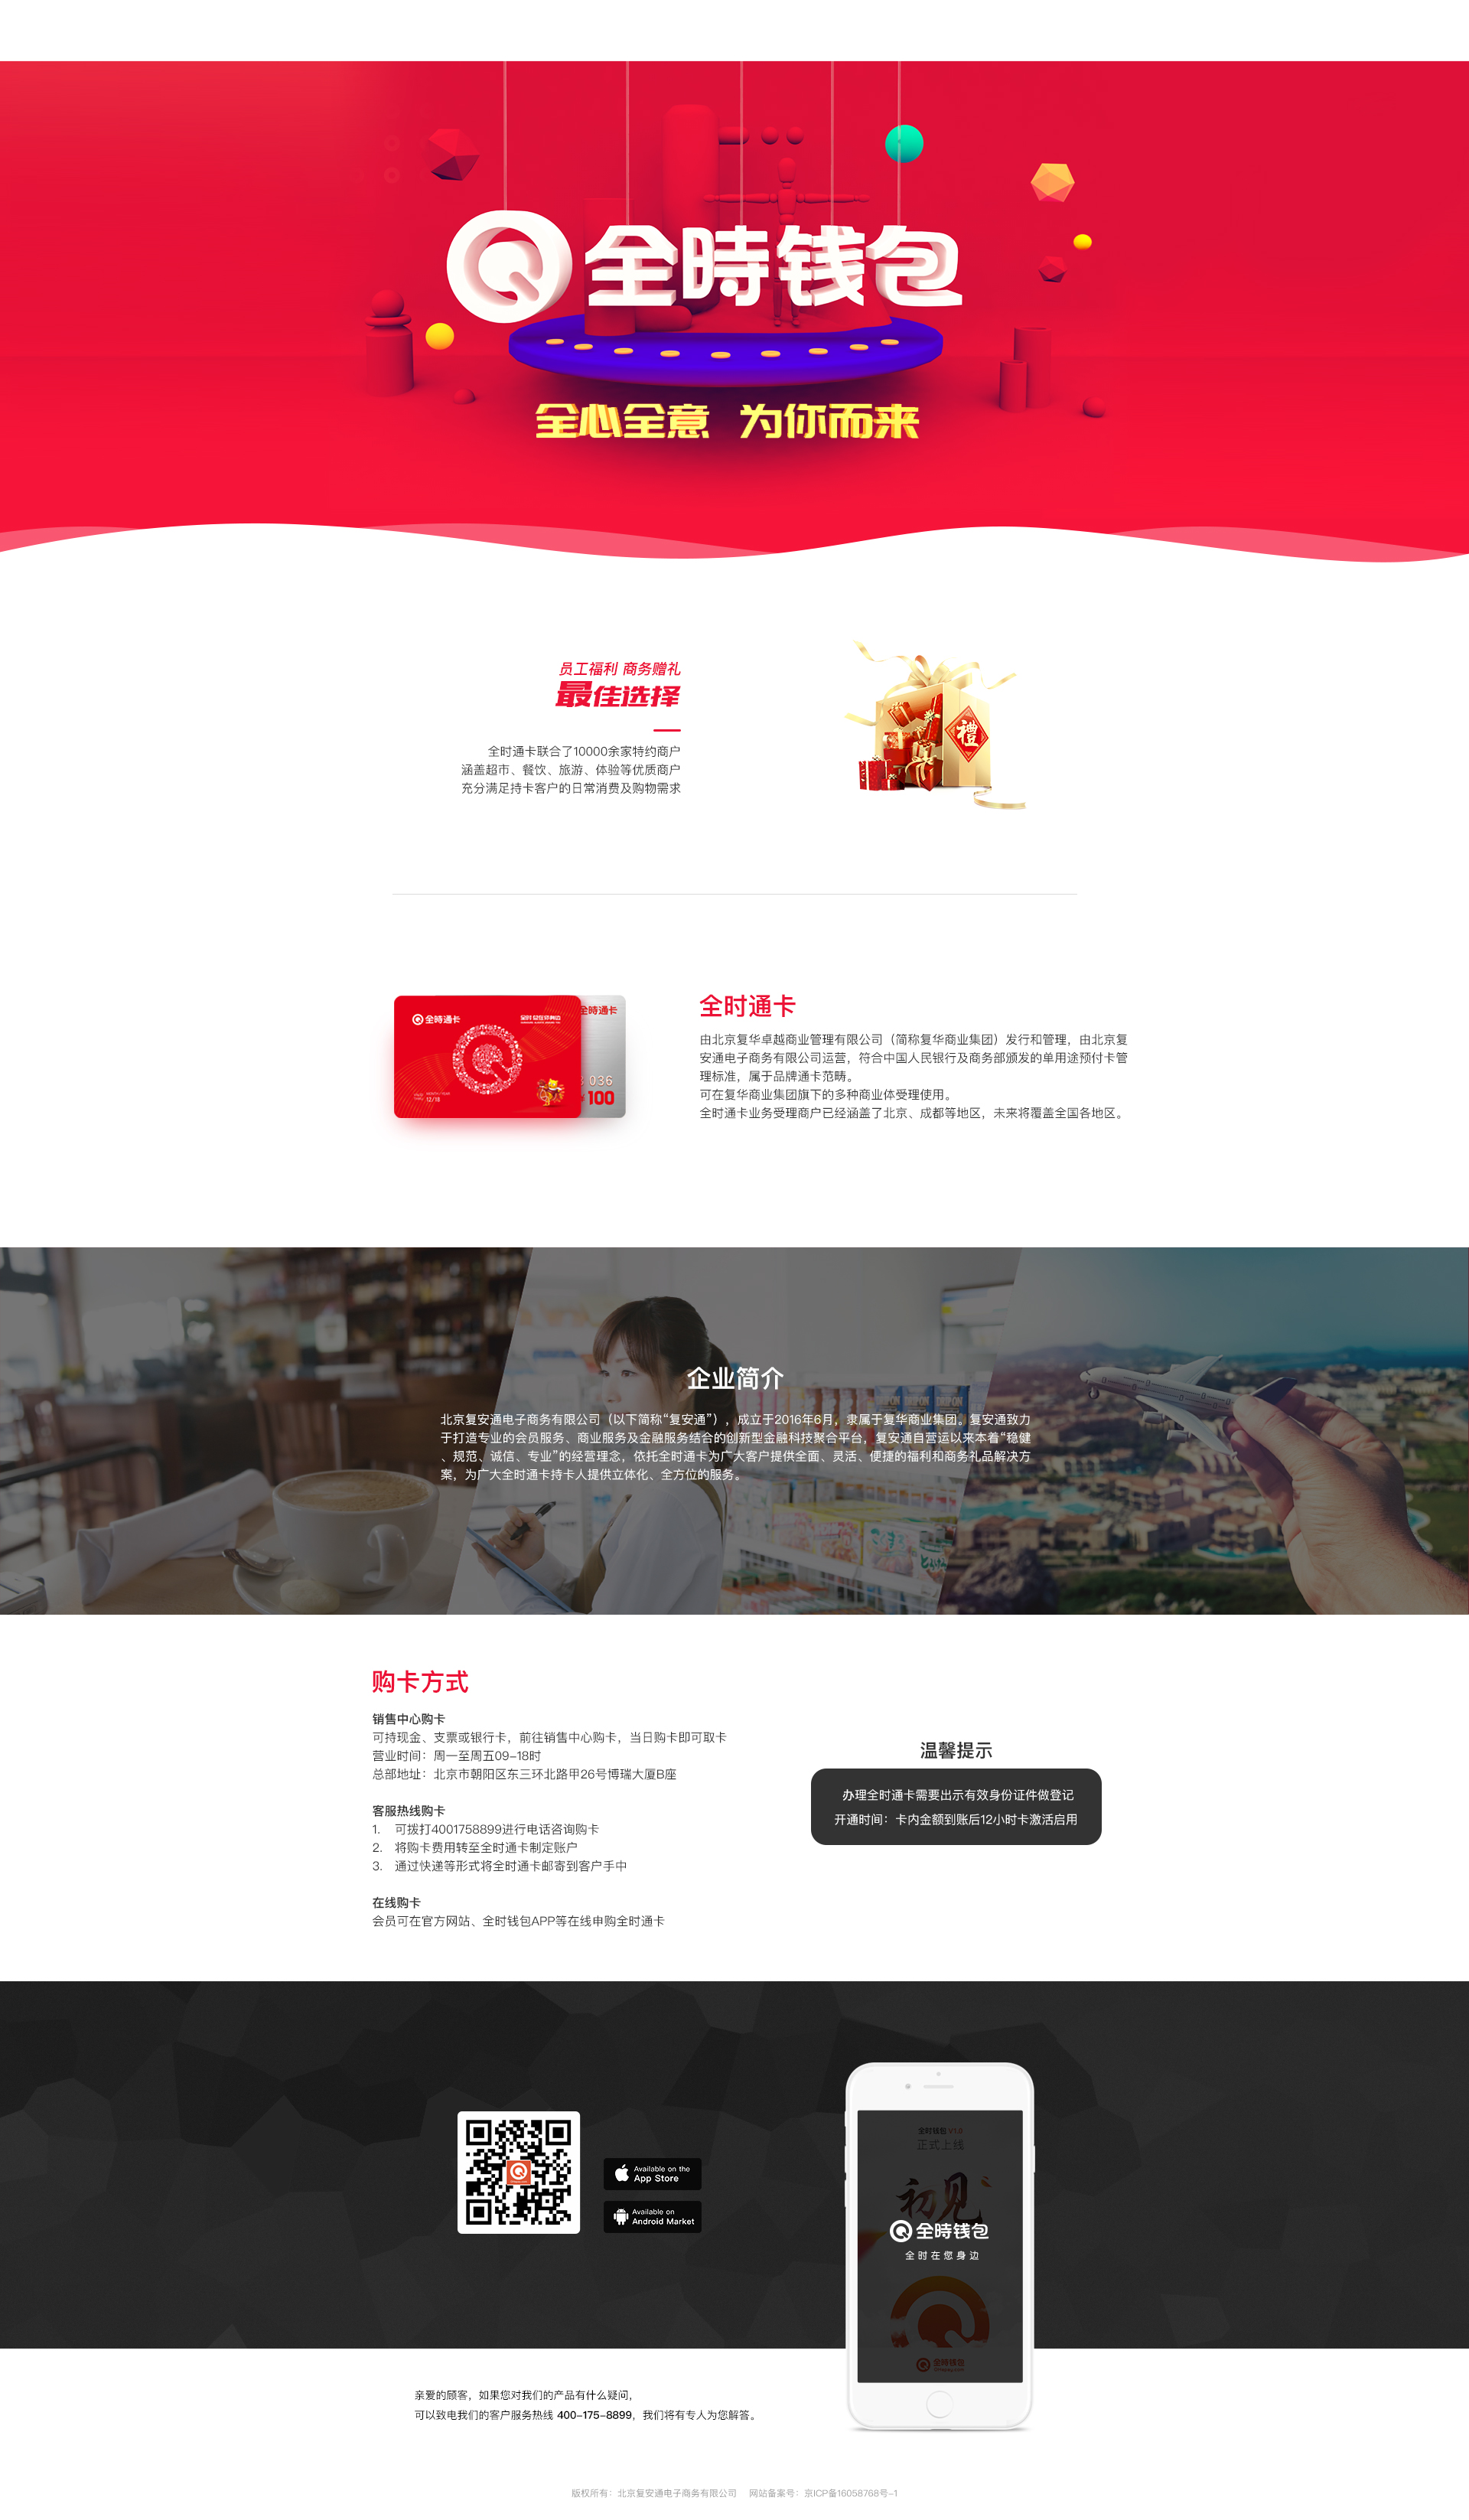 全時钱包
全心全意 为你而来
员工福利 商务赠礼
最佳选择
全时通卡联合了10000余家特约商户
涵盖超市、餐饮、旅游、体验等优质商户
充分满足持卡客户的日常消费及购物需求
禮
全時通卡
全時通卡
036
¥100
12/18
全时通卡
由北京复华卓越商业管理有限公司（简称复华商业集团）发行和管理，由北京复
安通电子商务有限公司运营，符合中国人民银行及商务部颁发的单用途预付卡管
理标准，属于品牌通卡范畴。
可在复华商业集团旗下的多种商业体受理使用。
全时通卡业务受理商户已经涵盖了北京、成都等地区，未来将覆盖全国各地区。
企业简介
北京复安通电子商务有限公司（以下简称“复安通”），成立于2016年6月，隶属于复华商业集团。复安通致力
于打造专业的会员服务、商业服务及金融服务结合的创新型金融科技聚合平台，复安通自营运以来本着“稳健
、规范、诚信、专业”的经营理念，依托全时通卡为广大客户提供全面、灵活、便捷的福利和商务礼品解决方
案，为广大全时通卡持卡人提供立体化、全方位的服务。
购卡方式
销售中心购卡
可持现金、支票或银行卡，前往销售中心购卡，当日购卡即可取卡
营业时间：周一至周五09-18时
总部地址：北京市朝阳区东三环北路甲26号博瑞大厦B座
客服热线购卡
1. 可拨打4001758899进行电话咨询购卡
2. 将购卡费用转至全时通卡制定账户
3. 通过快递等形式将全时通卡邮寄到客户手中
在线购卡
会员可在官方网站、全时钱包APP等在线申购全时通卡
温馨提示
办理全时通卡需要出示有效身份证件做登记
开通时间：卡内金额到账后12小时卡激活启用
Available on the
App Store
Available on
Android Market
全时钱包 V1.0
正式上线
初见
全時钱包
全时在您身边
全時钱包
亲爱的顾客，如果您对我们的产品有什么疑问，
可以致电我们的客户服务热线 400-175-8899，我们将有专人为您解答。
版权所有：北京复安通电子商务有限公司 网站备案号：京ICP备16058768号-1